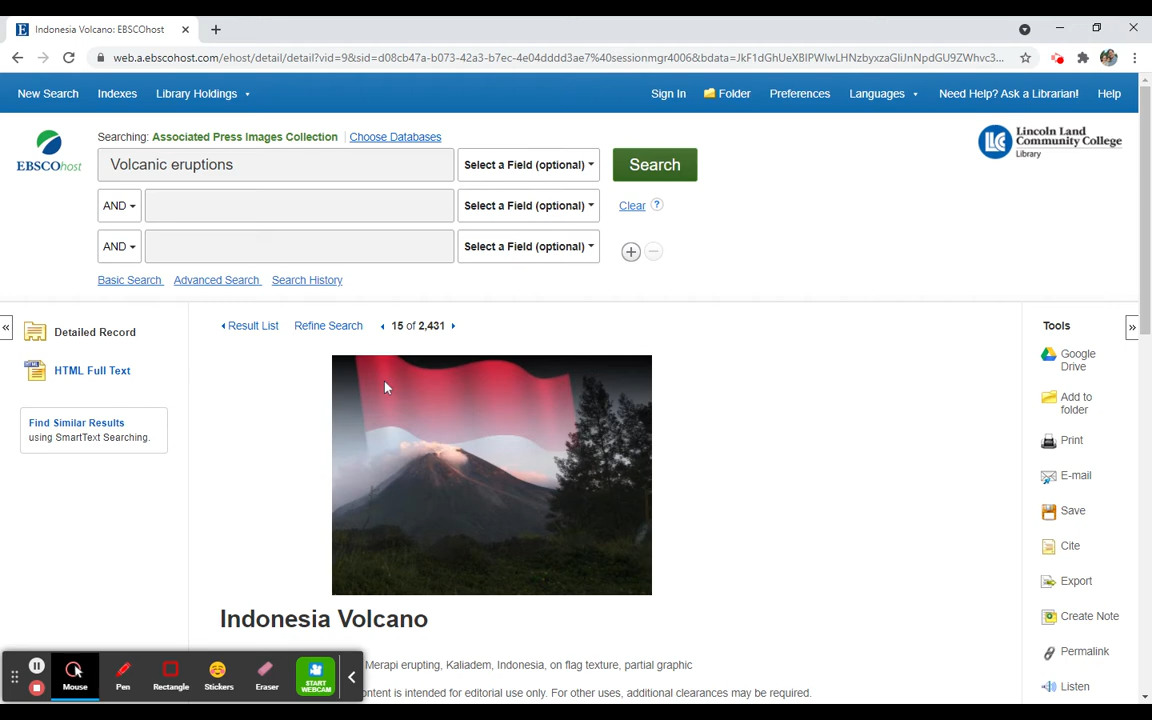 Indonesia Volcano: EBSCOhost
web.a.ebscohost.com/ehost/detail/detail?vid=9&sid=d08cb47a-b073-42a3-b7ec-4e04dddd3ae7%40sessionmgr4006&bdata=JkF1dGhUeXBlPWlwLHNzbyxzaGliJnNpdGU9ZWhvc3...
New Search Indexes Library Holdings Sign In Folder Preferences Languages Need Help? Ask a Librarian! Help
EBSCOhost
Searching: Associated Press Images Collection Choose Databases
Volcanic eruptions Select a Field (optional) Search
AND Select a Field (optional) Clear ?
AND Select a Field (optional)
Basic Search Advanced Search Search History
LLC Lincoln Land Community College Library
Detailed Record
HTML Full Text
Find Similar Results
using SmartText Searching.
Result List Refine Search 15 of 2,431
Indonesia Volcano
Merapi erupting, Kaliadem, Indonesia, on flag texture, partial graphic
ontent is intended for editorial use only. For other uses, additional clearances may be required.
Tools
Google Drive
Add to folder
Print
E-mail
Save
Cite
Export
Create Note
Permalink
Listen
Mouse Pen Rectangle Stickers Eraser START WEBCAM